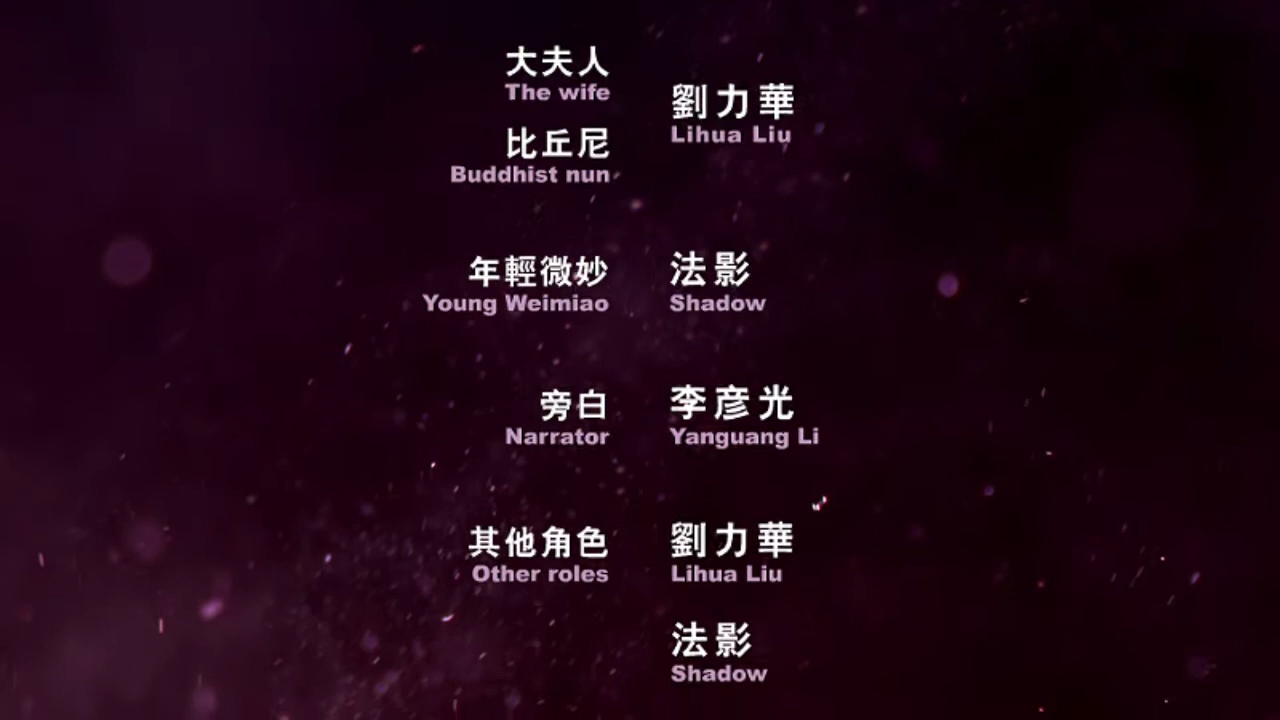 大夫人
The wife
比丘尼
Buddhist nun
劉力華
Lihua Liu
年輕微妙
Young Weimiao
法影
Shadow
旁白
Narrator
李彦光
Yanguang Li
其他角色
Other roles
劉力華
Lihua Liu
法影
Shadow